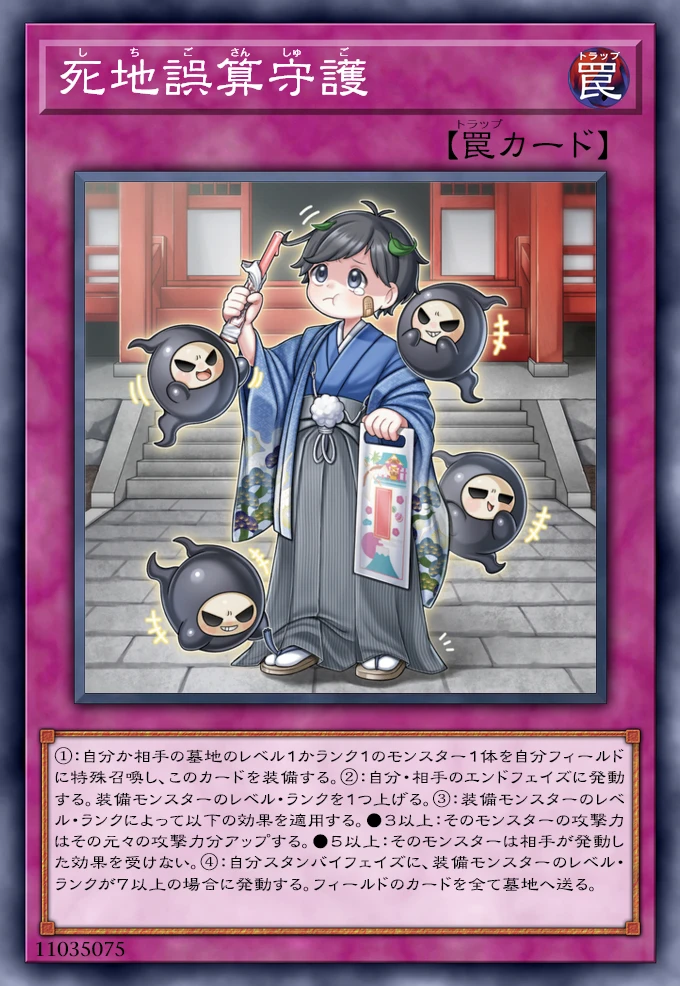 し ち ご さん しゅ ご
死地誤算守護
トラップ
罠
トラップ
【罠カード】
①：自分か相手の墓地のレベル１かランク１のモンスター１体を自分フィールド
に特殊召喚し、このカードを装備する。②：自分・相手のエンドフェイズに発動
する。装備モンスターのレベル・ランクを１つ上げる。③：装備モンスターのレベ
ル・ランクによって以下の効果を適用する。●３以上：そのモンスターの攻撃力
はその元々の攻撃力分アップする。●５以上：そのモンスターは相手が発動し
た効果を受けない。④：自分スタンバイフェイズに、装備モンスターのレベル・
ランクが７以上の場合に発動する。フィールドのカードを全て墓地へ送る。
11035075